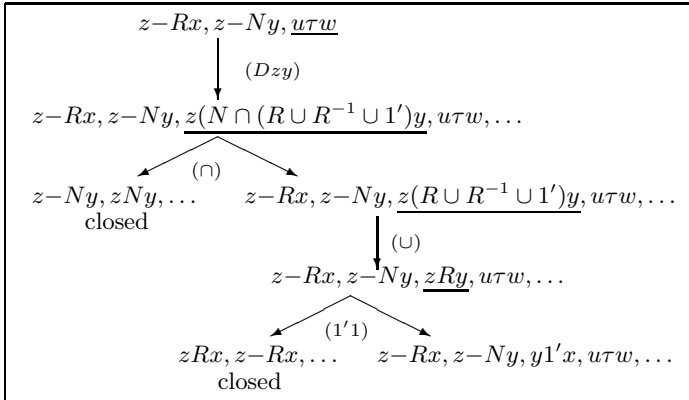 z−Rx, z−Ny, uτw
(Dzy)
z−Rx, z−Ny, z(N ∩ (R ∪ R⁻¹ ∪ 1′)y, uτw, …
(∩)
z−Ny, zNy, … z−Rx, z−Ny, z(R ∪ R⁻¹ ∪ 1′)y, uτw, …
closed
(∪)
z−Rx, z−Ny, zRy, uτw, …
(1′1)
zRx, z−Rx, … z−Rx, z−Ny, y1′x, uτw, …
closed